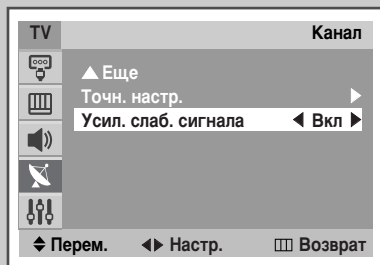 TV Канал
▲ Еще
Точн. настр. ▶
Усил. слаб. сигнала ◀ Вкл ▶
Перем. Настр. Возврат